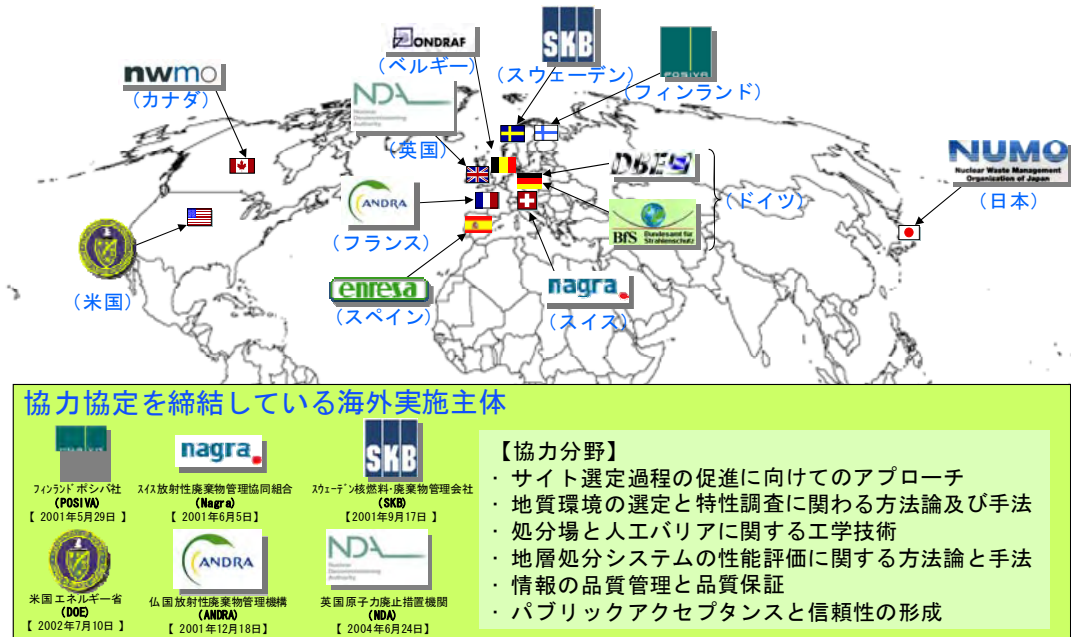 ONDRAF
(ベルギー)
SKB
(スウェーデン)
POSIVA
(フィンランド)
nwmo
(カナダ)
NDA
Nuclear
Decommissioning
Authority
(英国)
NUMO
Nuclear Waste Management
Organization of Japan
(日本)
DBE
(ドイツ)
BfS Bundesamt für
Strahlenschutz
ANDRA
(フランス)
(米国)
enresa
(スペイン)
nagra
(スイス)
協力協定を締結している海外実施主体
POSIVA
フィンランドポシバ社
(POSIVA)
【 2001年5月29日 】
nagra
スイス放射性廃棄物管理協同組合
(Nagra)
【 2001年6月5日】
SKB
スウェーデン核燃料・廃棄物管理会社
(SKB)
【2001年9月17日 】
米国エネルギー省
(DOE)
【 2002年7月10日 】
ANDRA
仏国放射性廃棄物管理機構
(ANDRA)
【 2001年12月18日】
NDA
Nuclear
Decommissioning
Authority
英国原子力廃止措置機関
(NDA)
【 2004年6月24日】
【協力分野】
・サイト選定過程の促進に向けてのアプローチ
・地質環境の選定と特性調査に関わる方法論及び手法
・処分場と人工バリアに関する工学技術
・地層処分システムの性能評価に関する方法論と手法
・情報の品質管理と品質保証
・パブリックアクセプタンスと信頼性の形成